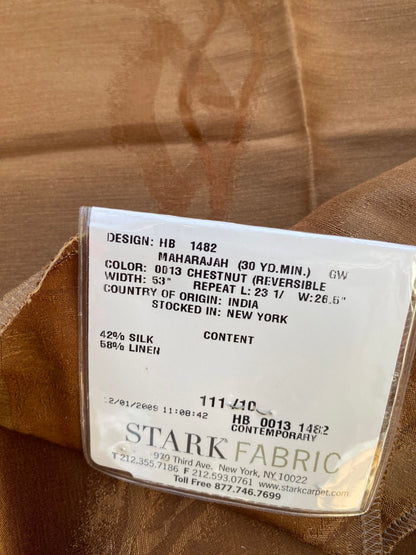 DESIGN: HB 1482
MAHARAJAH (30 YD.MIN.) GW
COLOR: 0013 CHESTNUT (REVERSIBLE
WIDTH: 53" REPEAT L: 23 1/ W:26.5"
COUNTRY OF ORIGIN: INDIA
STOCKED IN: NEW YORK
42% SILK CONTENT
58% LINEN
111/10
12/01/2009 11:08:42 HB 0013 1482
CONTEMPORARY
STARK FABRIC
979 Third Ave. New York, NY 10022
T 212.355.7186 F 212.593.0761 www.starkcarpet.com
Toll Free 877.746.7699